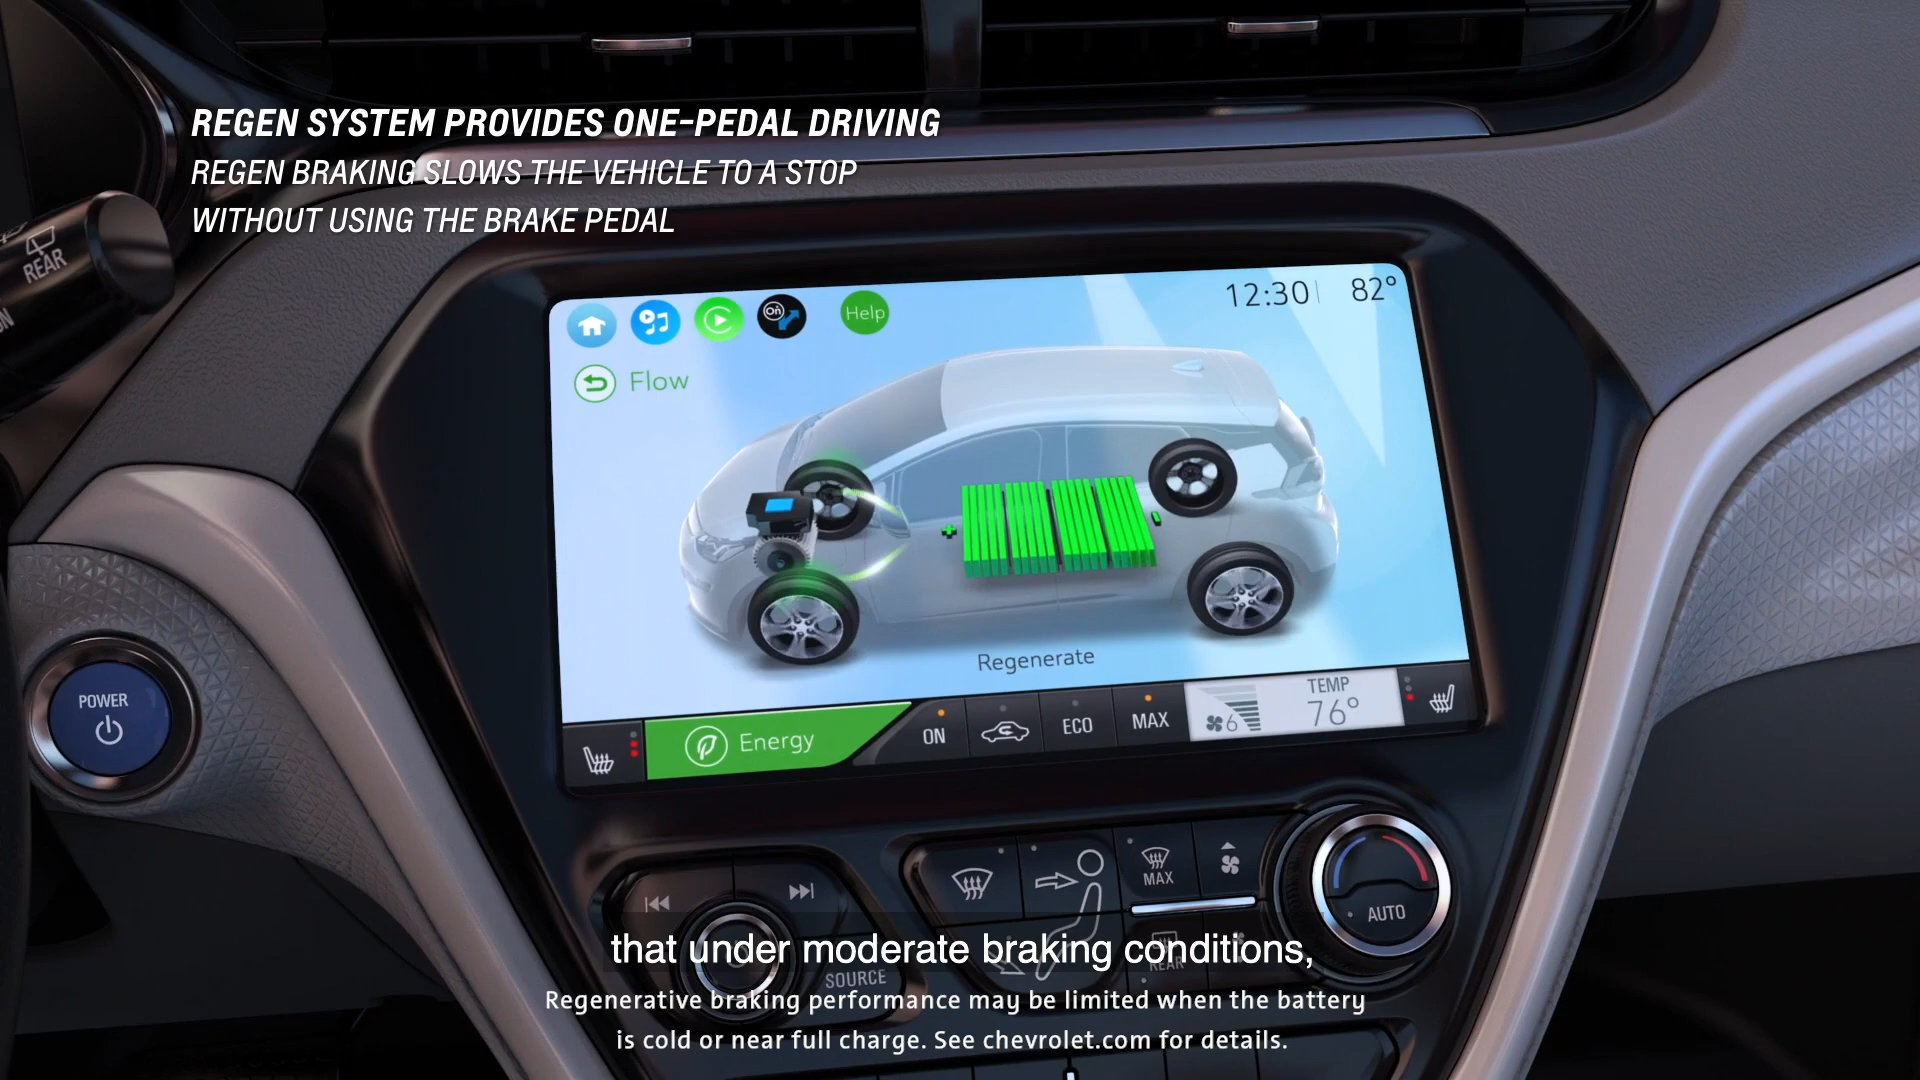 REGEN SYSTEM PROVIDES ONE-PEDAL DRIVING
REGEN BRAKING SLOWS THE VEHICLE TO A STOP
WITHOUT USING THE BRAKE PEDAL
REAR
12:30
82°
On
Help
Flow
Regenerate
POWER
Energy
ON
ECO
MAX
6
TEMP
76°
MAX
AUTO
REAR
SOURCE
that under moderate braking conditions,
Regenerative braking performance may be limited when the battery
is cold or near full charge. See chevrolet.com for details.